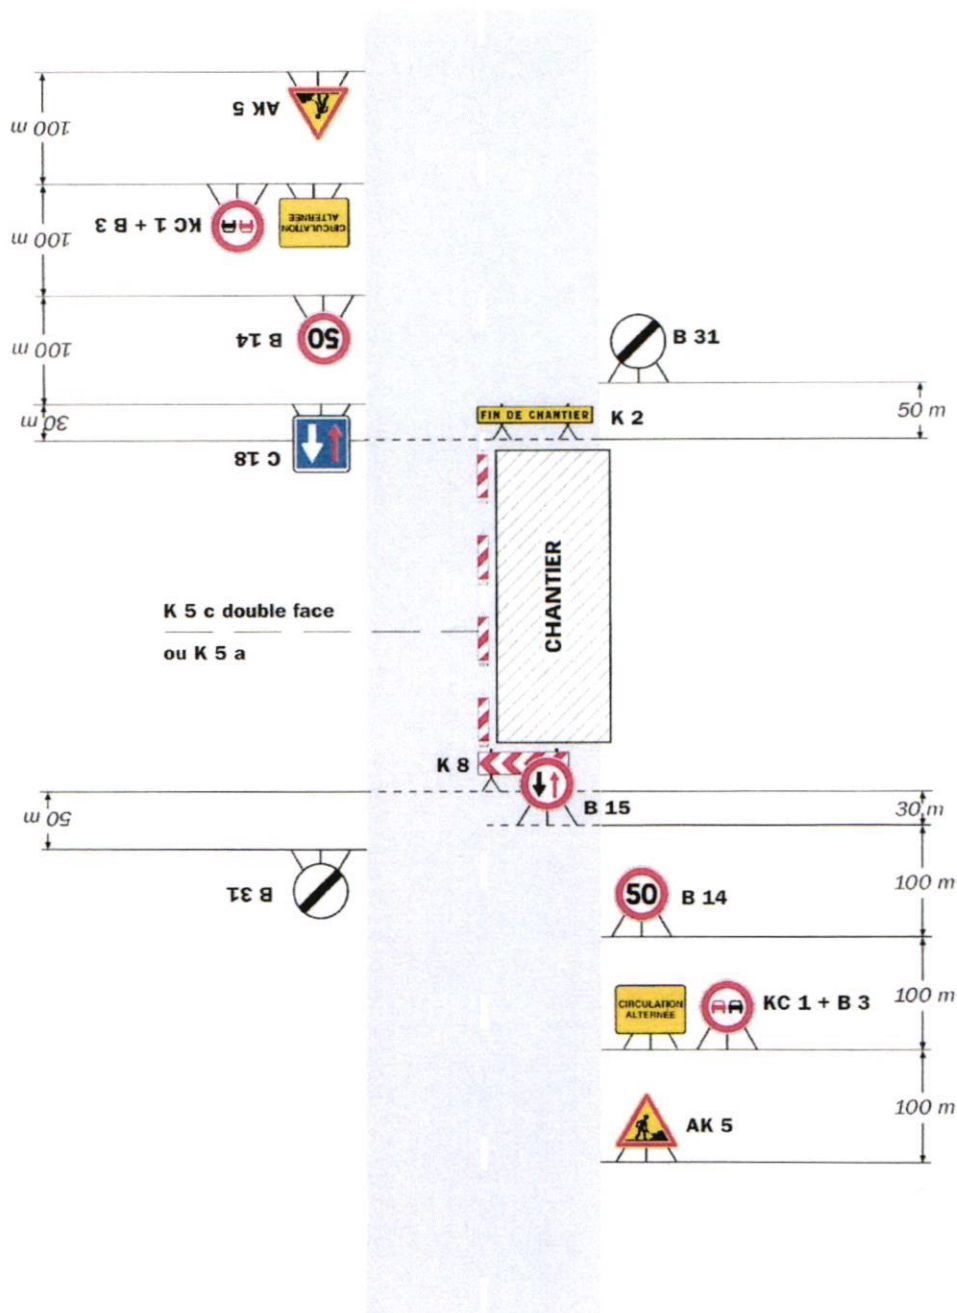 AK 5
100 m
KC 1 + B 3
CIRCULATION
ALTERNÉE
100 m
B 14
50
100 m
B 31
FIN DE CHANTIER
K 2
50 m
30 m
C 18
CHANTIER
K 5 c double face
ou K 5 a
K 8
B 15
30 m
50 m
B 31
50
B 14
100 m
CIRCULATION
ALTERNÉE
KC 1 + B 3
100 m
AK 5
100 m